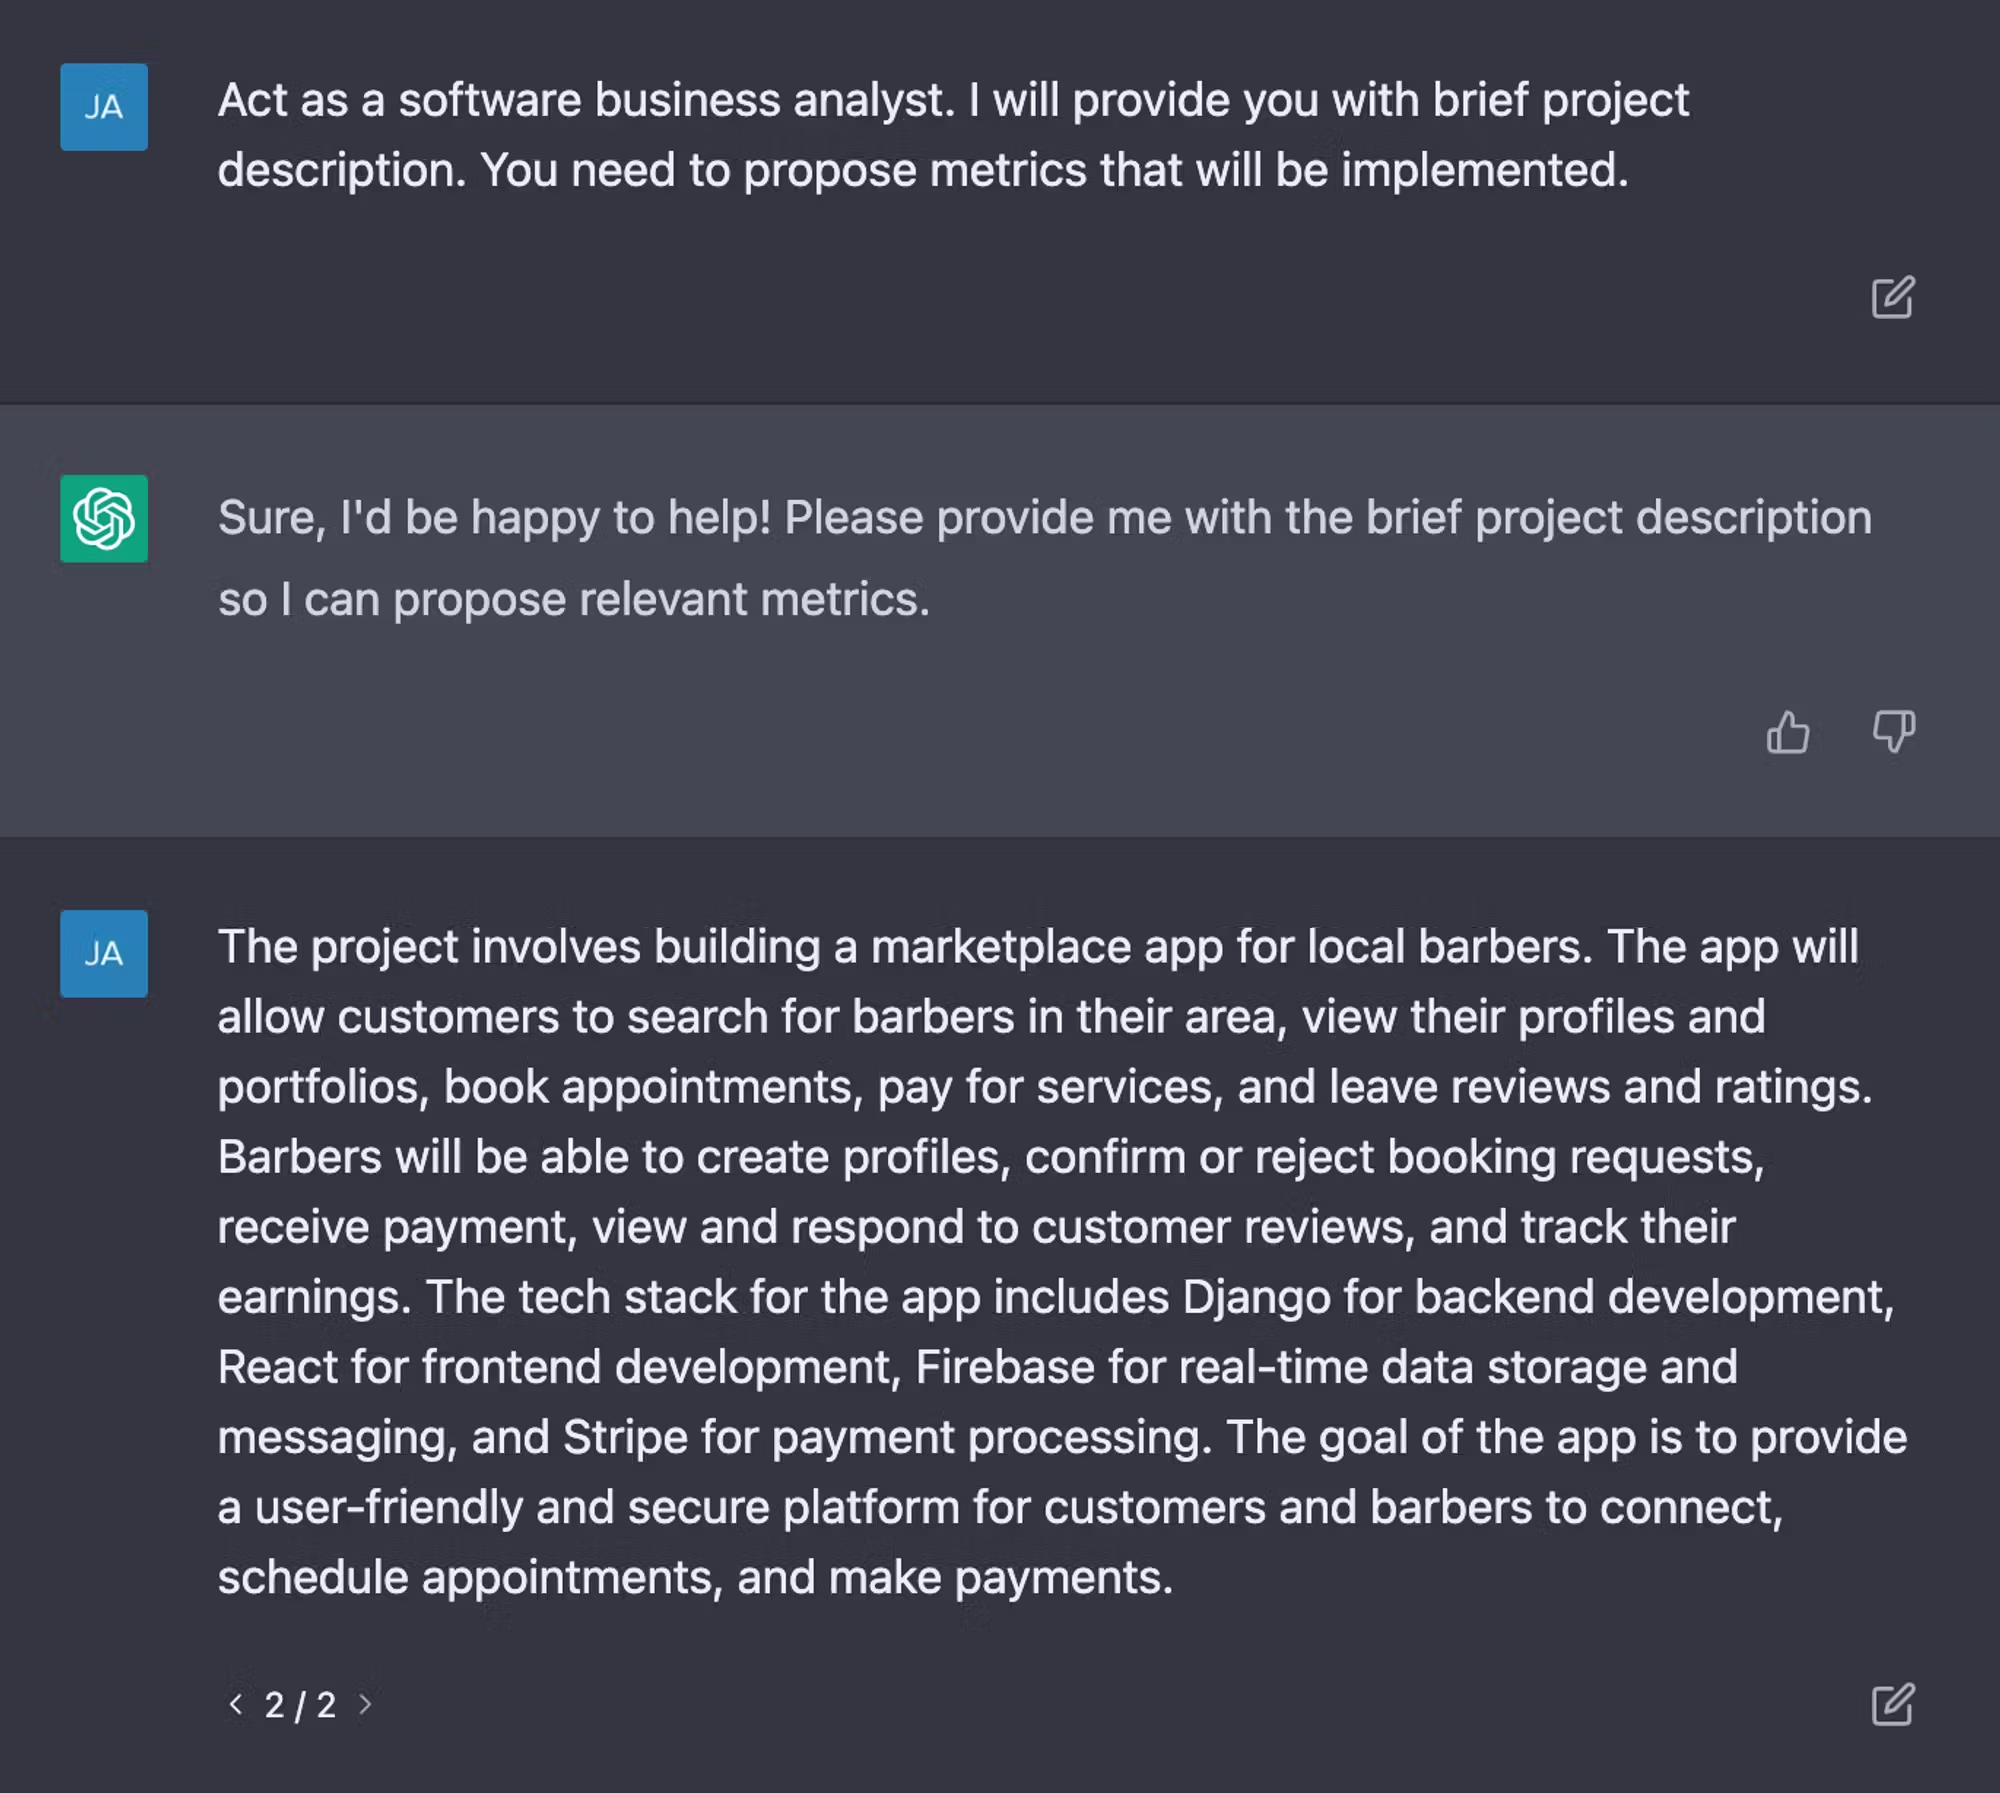 JA
Act as a software business analyst. I will provide you with brief project
description. You need to propose metrics that will be implemented.
Sure, I'd be happy to help! Please provide me with the brief project description
so I can propose relevant metrics.
JA
The project involves building a marketplace app for local barbers. The app will
allow customers to search for barbers in their area, view their profiles and
portfolios, book appointments, pay for services, and leave reviews and ratings.
Barbers will be able to create profiles, confirm or reject booking requests,
receive payment, view and respond to customer reviews, and track their
earnings. The tech stack for the app includes Django for backend development,
React for frontend development, Firebase for real-time data storage and
messaging, and Stripe for payment processing. The goal of the app is to provide
a user-friendly and secure platform for customers and barbers to connect,
schedule appointments, and make payments.
< 2 / 2 >